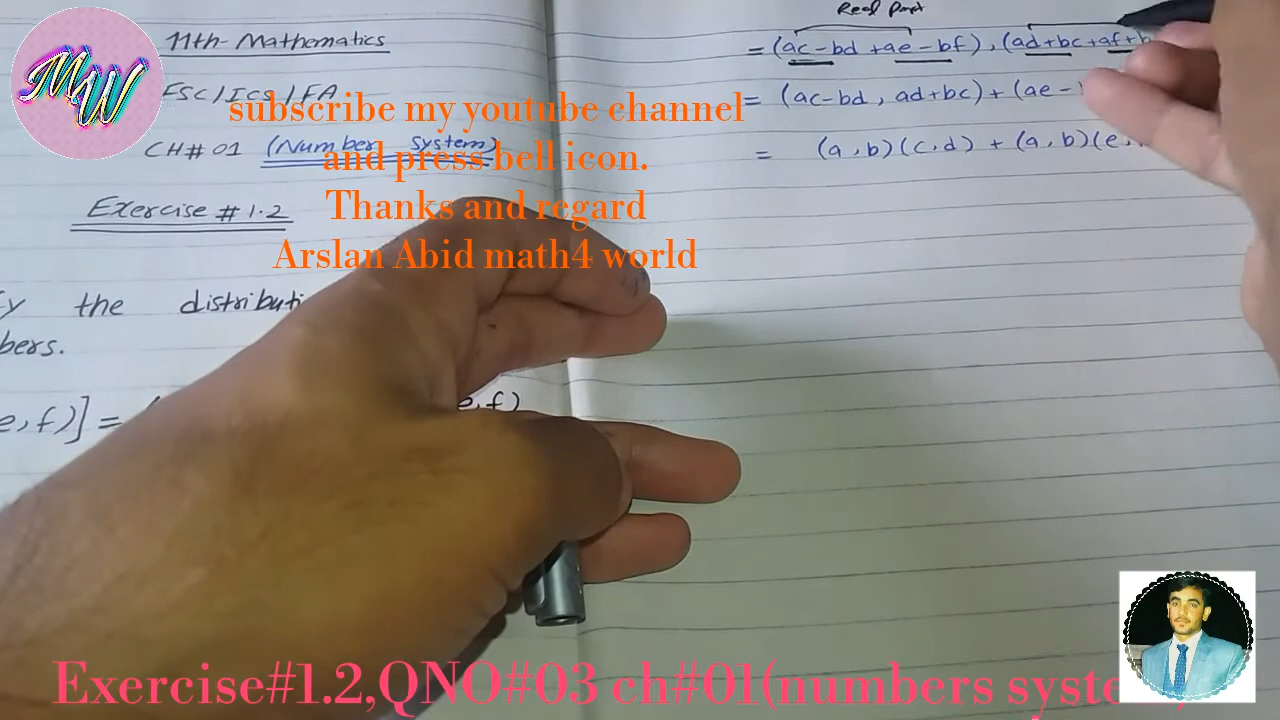 MW
11th-Mathematics
FSC/ICS/FA
CH#01 (Number system)
Exercise #1.2
the distributi
bers.
e,f)] = (
e,f)
subscribe my youtube channel
and press bell icon.
Thanks and regard
Arslan Abid math4 world
Real part
= (ac-bd+ae-bf), (ad+bc+af+b
= (ac-bd, ad+bc)+(ae-
= (a,b)(c,d) + (a,b)(e,
Exercise#1.2,QNO#03 ch#01(numbers syste